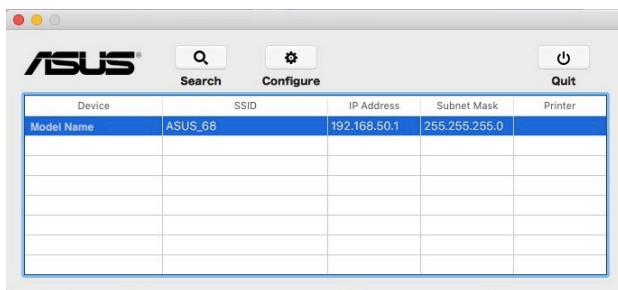 ASUS
Search Configure Quit
Device SSID IP Address Subnet Mask Printer
Model Name ASUS_68 192.168.50.1 255.255.255.0